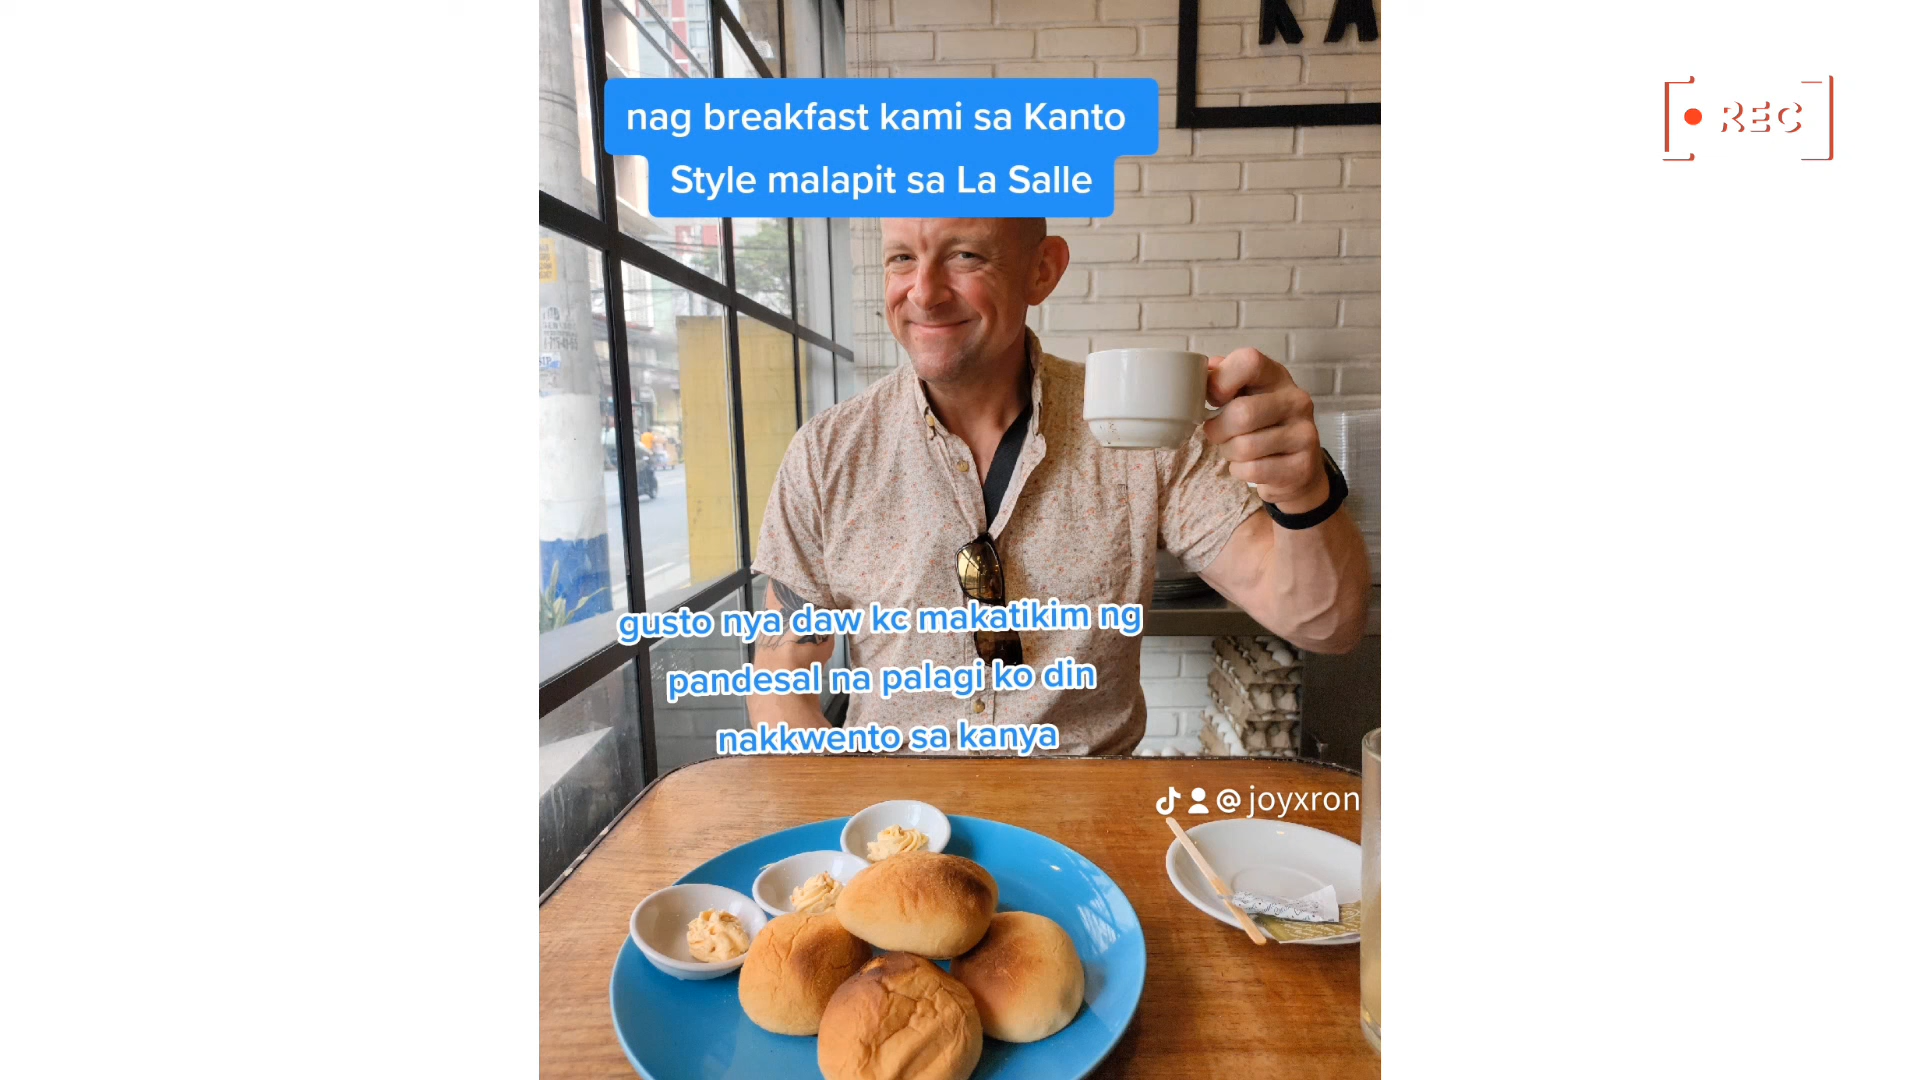 KA
REC
nag breakfast kami sa Kanto
Style malapit sa La Salle
gusto nya daw kc makatikim ng
pandesal na palagi ko din
nakkwento sa kanya
@joyxron